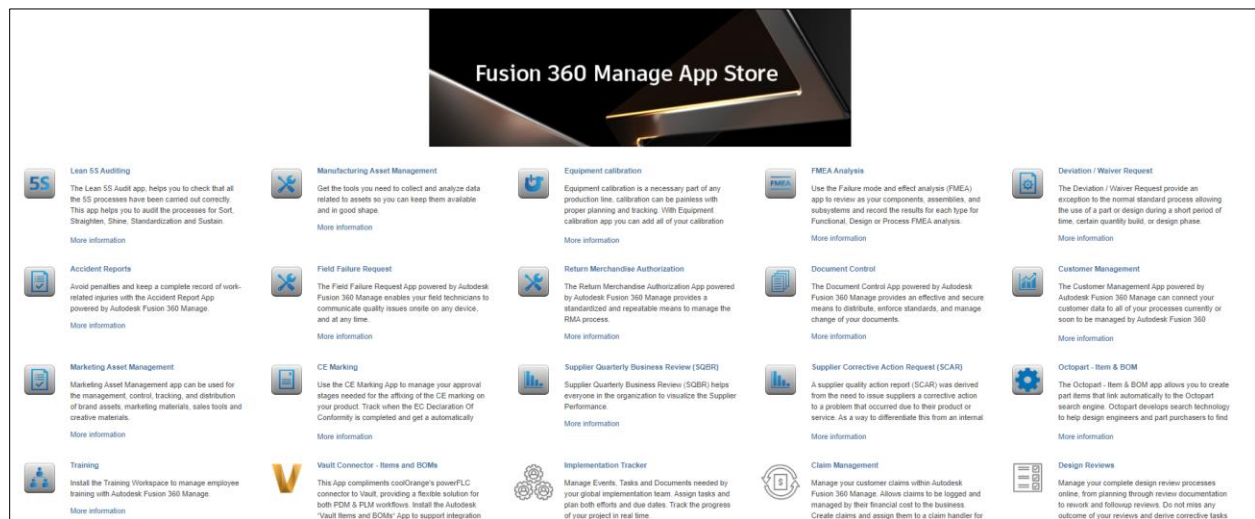 Fusion 360 Manage App Store
5S
Lean 5S Auditing
The Lean 5S Audit app, helps you to check that all
the 5S processes have been carried out correctly.
This app helps you to audit the processes for Sort,
Straighten, Shine, Standardization and Sustain.
More information
Manufacturing Asset Management
Get the tools you need to collect and analyze data
related to assets so you can keep them available
and in good shape.
More information
Equipment calibration
Equipment calibration is a necessary part of any
production line, calibration can be painless with
proper planning and tracking. With Equipment
calibration app you can add all of your calibration
More information
FMEA
FMEA Analysis
Use the Failure mode and effect analysis (FMEA)
app to review as your components, assemblies, and
subsystems and record the results for each type for
Functional, Design or Process FMEA analysis.
More information
Deviation / Waiver Request
The Deviation / Waiver Request provide an
exception to the normal standard process allowing
the use of a part or design during a short period of
time, certain quantity build, or design phase.
More information
Accident Reports
Avoid penalties and keep a complete record of work-
related injuries with the Accident Report App
powered by Autodesk Fusion 360 Manage.
More information
Field Failure Request
The Field Failure Request App powered by Autodesk
Fusion 360 Manage enables your field technicians to
communicate quality issues onsite on any device,
and at any time.
More information
Return Merchandise Authorization
The Return Merchandise Authorization App powered
by Autodesk Fusion 360 Manage provides a
standardized and repeatable means to manage the
RMA process.
More information
Document Control
The Document Control App powered by Autodesk
Fusion 360 Manage provides an effective and secure
means to distribute, enforce standards, and manage
change of your documents.
More information
Customer Management
The Customer Management App powered by
Autodesk Fusion 360 Manage can connect your
customer data to all of your processes currently or
soon to be managed by Autodesk Fusion 360
More information
Marketing Asset Management
Marketing Asset Management app can be used for
the management, control, tracking, and distribution
of brand assets, marketing materials, sales tools and
creative materials.
More information
CE Marking
Use the CE Marking App to manage your approval
stages needed for the affixing of the CE marking on
your product. Track when the EC Declaration Of
Conformity is completed and get a automatically
More information
Supplier Quarterly Business Review (SQBR)
Supplier Quarterly Business Review (SQBR) helps
everyone in the organization to visualize the Supplier
Performance.
More information
Supplier Corrective Action Request (SCAR)
A supplier quality action report (SCAR) was derived
from the need to issue suppliers a corrective action
to a problem that occurred due to their product or
service. As a way to differentiate this from an internal
More information
Octopart - Item & BOM
The Octopart - Item & BOM app allows you to create
part items that link automatically to the Octopart
search engine. Octopart develops search technology
to help design engineers and part purchasers to find
More information
Training
Install the Training Workspace to manage employee
training with Autodesk Fusion 360 Manage.
More information
Vault Connector - Items and BOMs
This App compliments coolOrange's powerFLC
connector to Vault, providing a flexible solution for
both PDM & PLM workflows. Install the Autodesk
"Vault Items and BOMs" App to support integration
Implementation Tracker
Manage Events, Tasks and Documents needed by
your global implementation team. Assign tasks and
plan both efforts and due dates. Track the progress
of your project in real time.
Claim Management
Manage your customer claims within Autodesk
Fusion 360 Manage. Allows claims to be logged and
managed by their financial cost to the business.
Create claims and assign them to a claim handler for
Design Reviews
Manage your complete design review processes
online, from planning through review documentation
to rework and followup reviews. Do not miss any
outcome of your reviews and derive corrective tasks